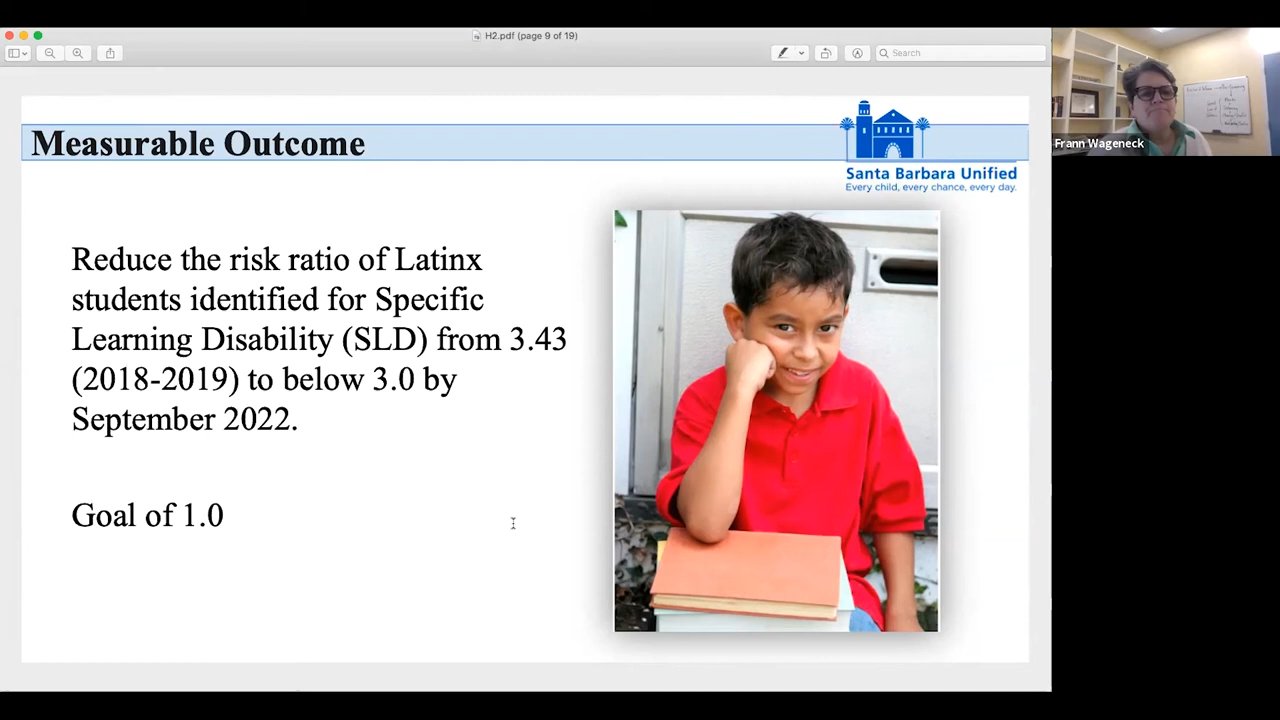 H2.pdf (page 9 of 19)
Search
Measurable Outcome
Santa Barbara Unified
Every child, every chance, every day.
Reduce the risk ratio of Latinx
students identified for Specific
Learning Disability (SLD) from 3.43
(2018-2019) to below 3.0 by
September 2022.
Goal of 1.0
Frann Wageneck